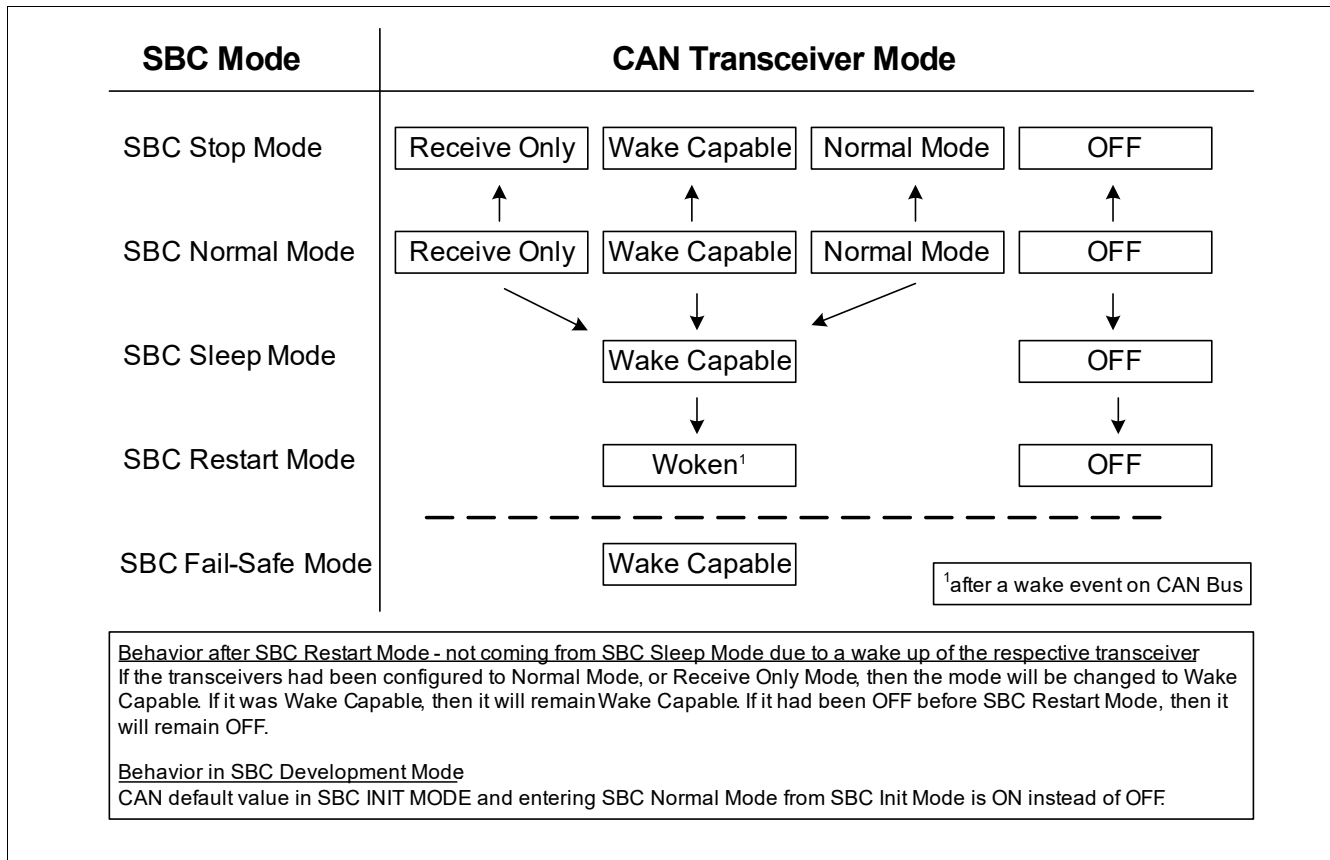 SBC Mode CAN Transceiver Mode
SBC Stop Mode Receive Only Wake Capable Normal Mode OFF
SBC Normal Mode Receive Only Wake Capable Normal Mode OFF
SBC Sleep Mode Wake Capable OFF
SBC Restart Mode Woken¹ OFF
SBC Fail-Safe Mode Wake Capable
¹after a wake event on CAN Bus
Behavior after SBC Restart Mode - not coming from SBC Sleep Mode due to a wake up of the respective transceiver
If the transceivers had been configured to Normal Mode, or Receive Only Mode, then the mode will be changed to Wake
Capable. If it was Wake Capable, then it will remain Wake Capable. If it had been OFF before SBC Restart Mode, then it
will remain OFF.
Behavior in SBC Development Mode
CAN default value in SBC INIT MODE and entering SBC Normal Mode from SBC Init Mode is ON instead of OFF.